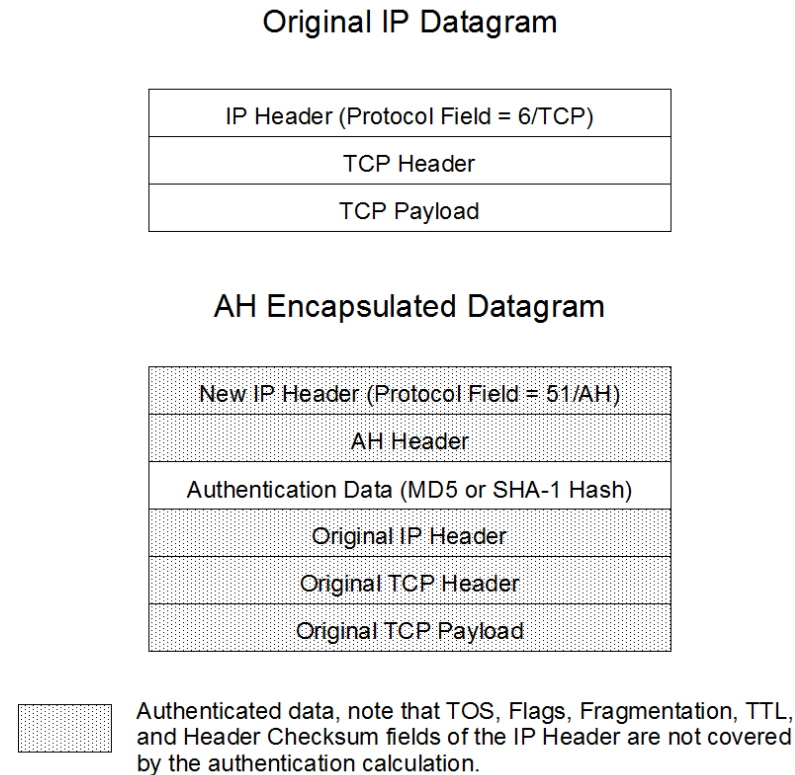 Original IP Datagram
IP Header (Protocol Field = 6/TCP)
TCP Header
TCP Payload
AH Encapsulated Datagram
New IP Header (Protocol Field = 51/AH)
AH Header
Authentication Data (MD5 or SHA-1 Hash)
Original IP Header
Original TCP Header
Original TCP Payload
Authenticated data, note that TOS, Flags, Fragmentation, TTL,
and Header Checksum fields of the IP Header are not covered
by the authentication calculation.